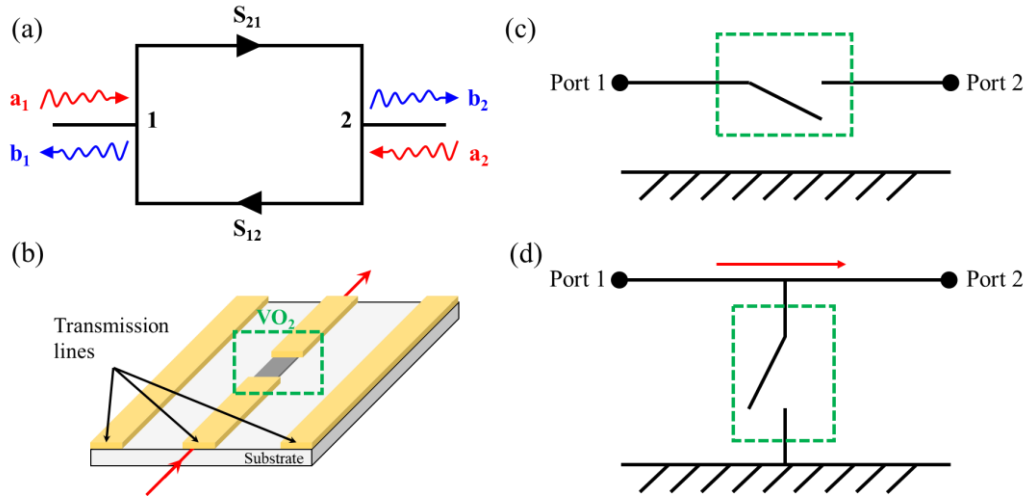 (a)
S21
a1
b1
1
2
b2
a2
S12
(b)
Transmission
lines
VO2
Substrate
(c)
Port 1
Port 2
(d)
Port 1
Port 2